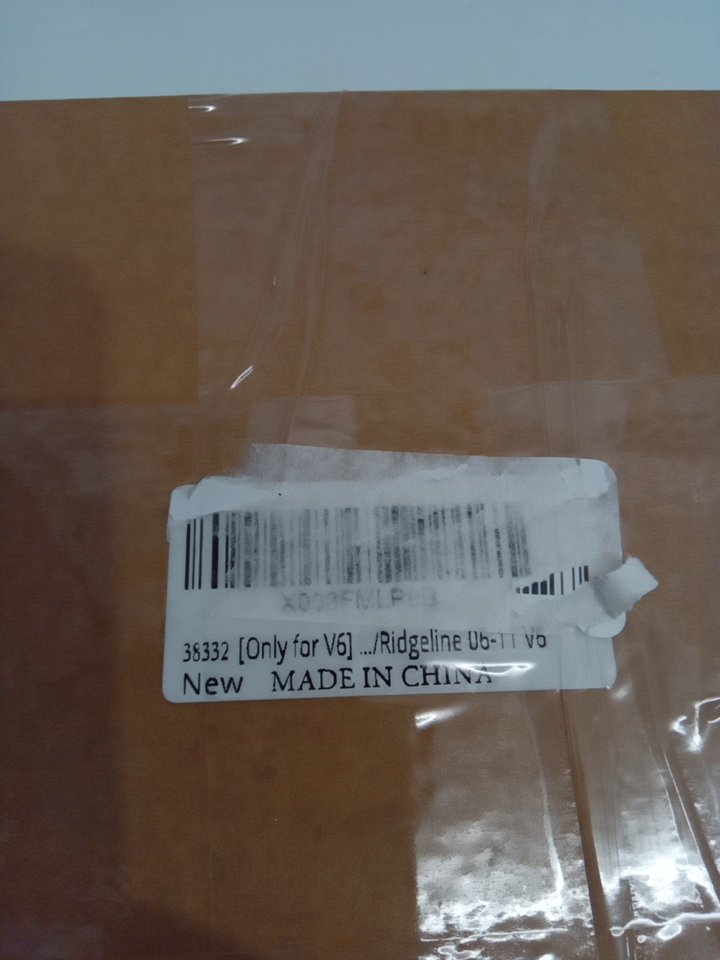 38332 [Only for V6] .../Ridgeline 06-11 V6
New MADE IN CHINA